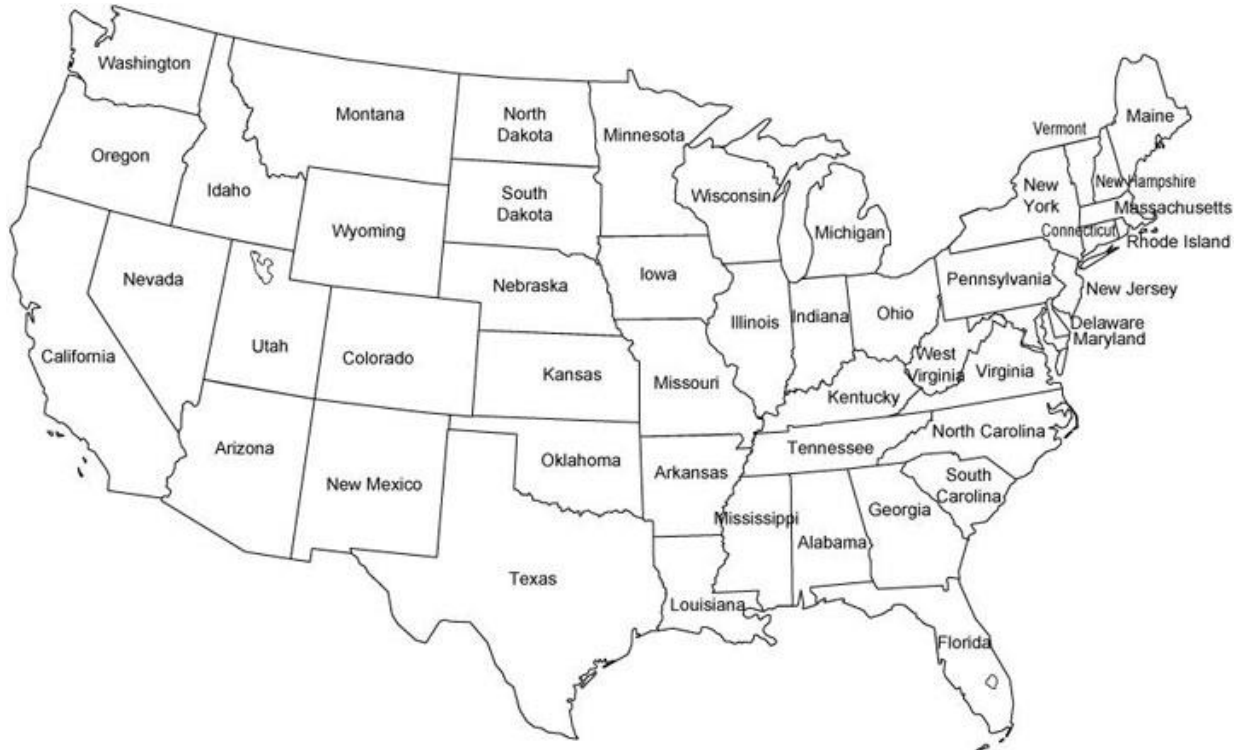 Washington
Montana
North
Dakota
Minnesota
Maine
Vermont
Oregon
Idaho
Wyoming
South
Dakota
Wisconsin
Michigan
New
York
New Hampshire
Massachusetts
Connecticut
Rhode Island
Nevada
Nebraska
Iowa
Pennsylvania
New Jersey
California
Utah
Colorado
Kansas
Missouri
Illinois
Indiana
Ohio
West
Virginia
Virginia
Delaware
Maryland
Kentucky
Arizona
New Mexico
Oklahoma
Arkansas
Tennessee
North Carolina
South
Carolina
Texas
Louisiana
Mississippi
Alabama
Georgia
Florida